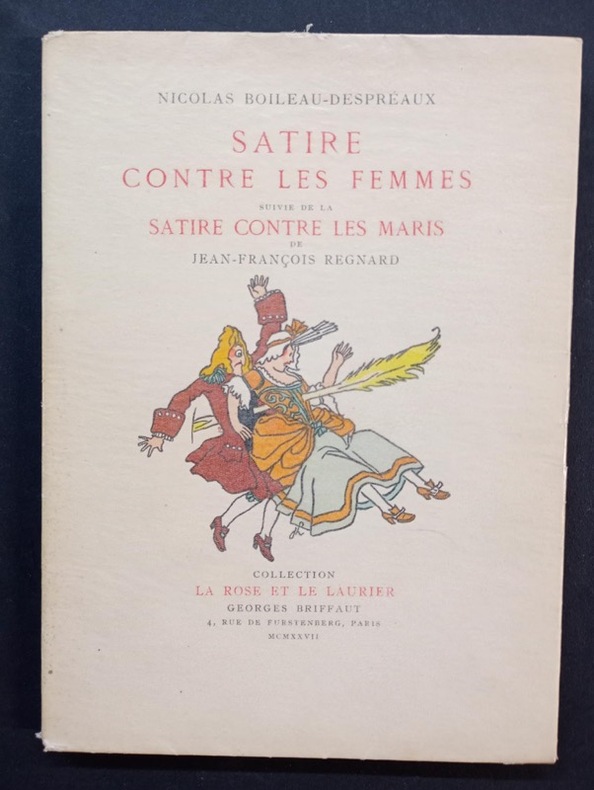 NICOLAS BOILEAU-DESPRÉAUX
SATIRE
CONTRE LES FEMMES
SUIVIE DE LA
SATIRE CONTRE LES MARIS
DE
JEAN-FRANÇOIS REGNARD
COLLECTION
LA ROSE ET LE LAURIER
GEORGES BRIFFAUT
4, RUE DE FURSTENBERG, PARIS
MCMXXVII